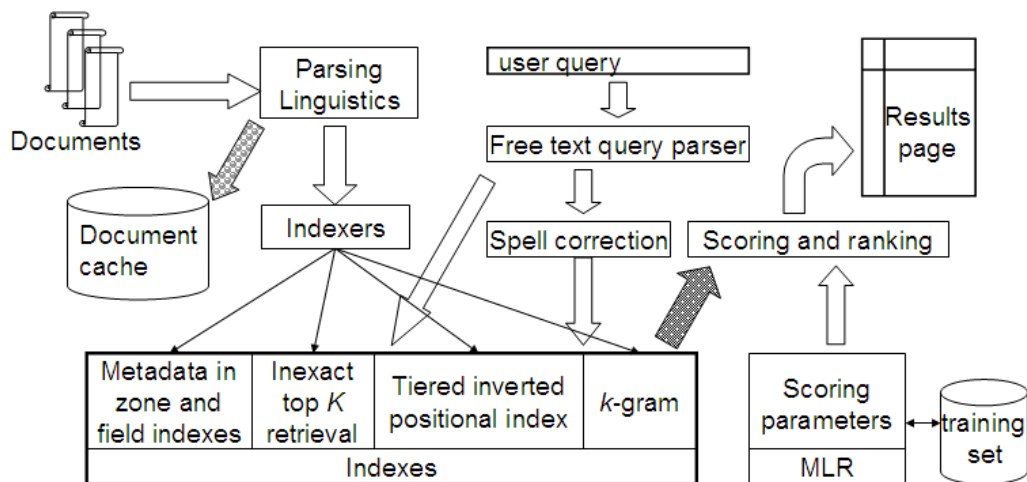 Documents
Parsing
Linguistics
user query
Results
page
Free text query parser
Document
cache
Indexers
Spell correction
Scoring and ranking
Metadata in
zone and
field indexes
Inexact
top K
retrieval
Tiered inverted
positional index
k-gram
Indexes
Scoring
parameters
MLR
training
set